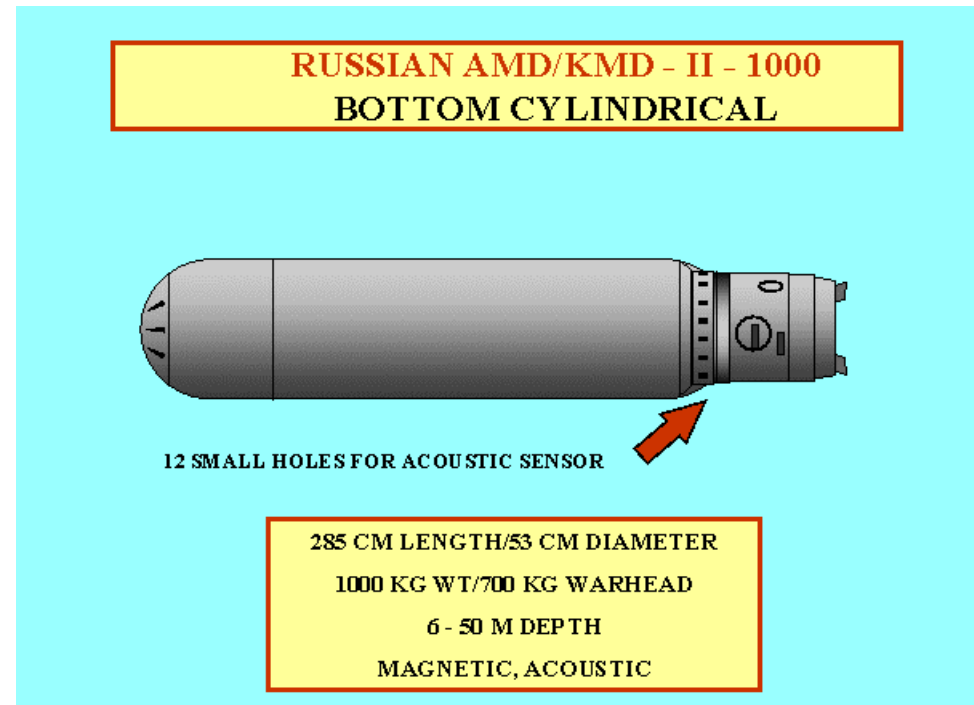 RUSSIAN AMD/KMD - II - 1000
BOTTOM CYLINDRICAL
12 SMALL HOLES FOR ACOUSTIC SENSOR
285 CM LENGTH/53 CM DIAMETER
1000 KG WT/700 KG WARHEAD
6 - 50 M DEPTH
MAGNETIC, ACOUSTIC